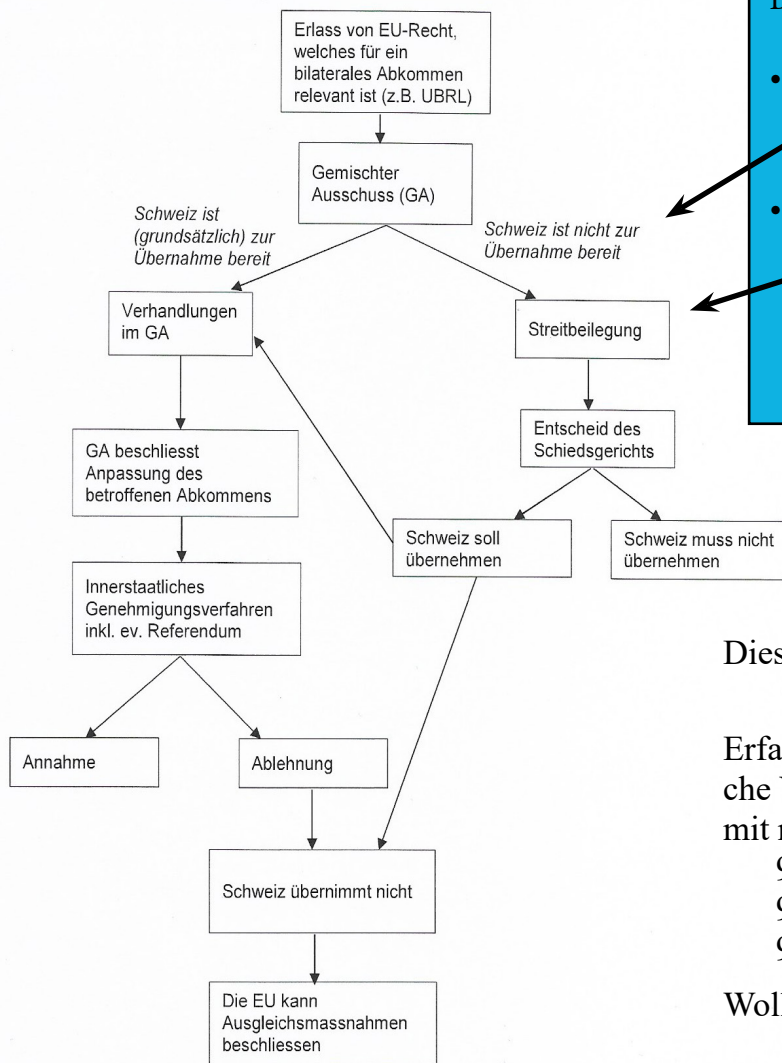 Erlass von EU-Recht,
welches für ein
bilaterales Abkommen
relevant ist (z.B. UBRL)
Gemischter
Ausschuss (GA)
Schweiz ist
(grundsätzlich) zur
Übernahme bereit
Schweiz ist nicht zur
Übernahme bereit
Verhandlungen
im GA
Streitbeilegung
GA beschliesst
Anpassung des
betroffenen Abkommens
Entscheid des
Schiedsgerichts
Schweiz soll
übernehmen
Schweiz muss nicht
übernehmen
Innerstaatliches
Genehmigungsverfahren
inkl. ev. Referendum
Annahme
Ablehnung
Schweiz übernimmt nicht
Die EU kann
Ausgleichsmassnahmen
beschliessen
•
•
Dies
Erfa
che
mit
Woll